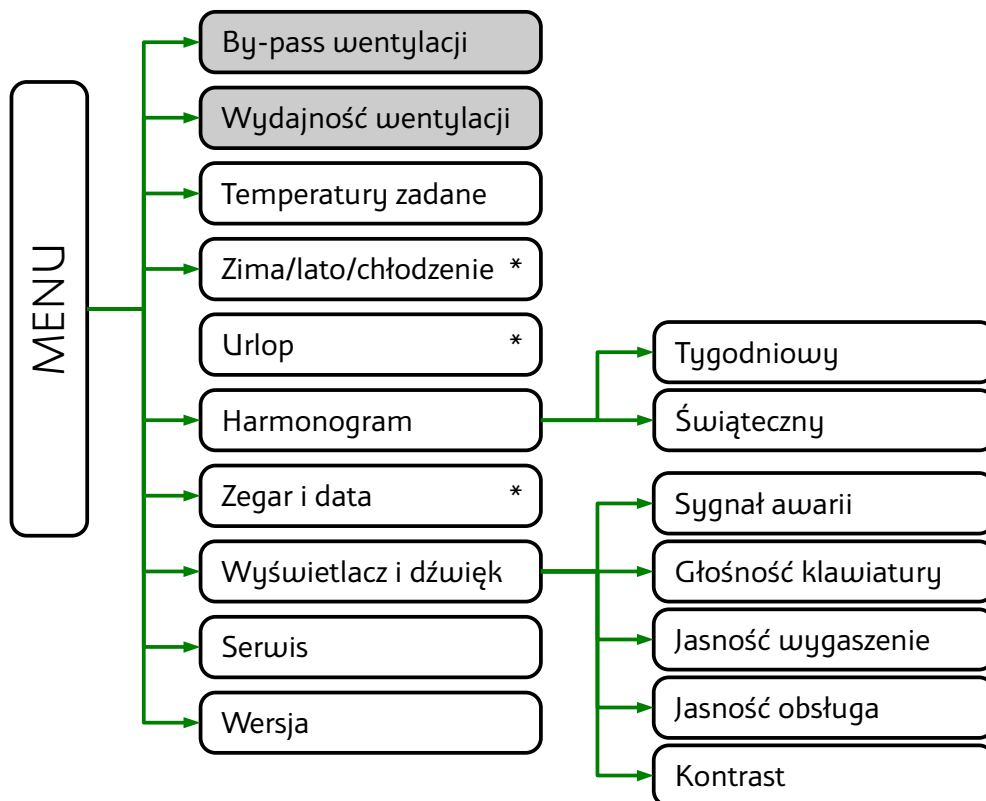 MENU
By-pass wentylacji
Wydajność wentylacji
Temperatury zadane
Zima/lato/chłodzenie *
Urlop *
Harmonogram
Zegar i data *
Wyświetlacz i dźwięk
Serwis
Wersja
Tygodniowy
Świąteczny
Sygnał awarii
Głośność klawiatury
Jasność wygaszenie
Jasność obsługa
Kontrast